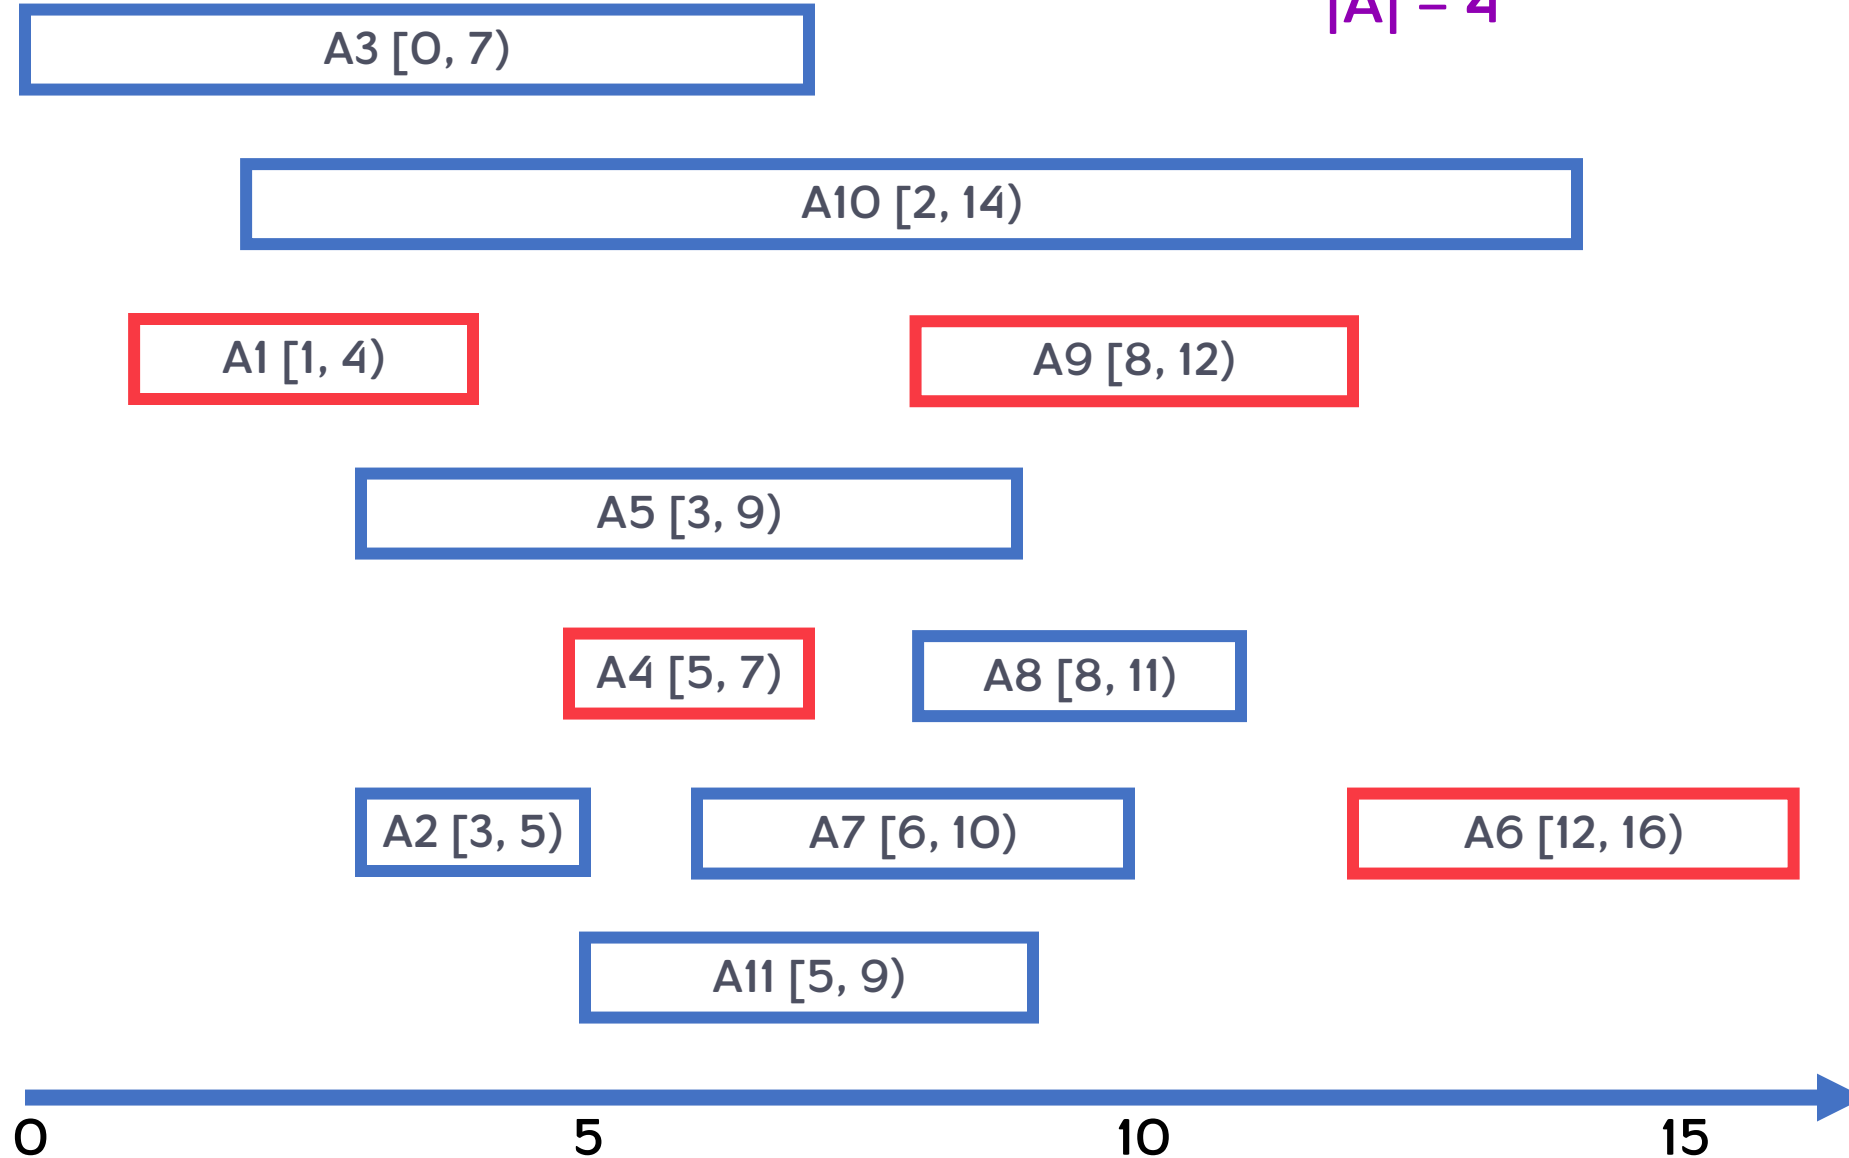 |A| = 4
A3 [0, 7)
A10 [2, 14)
A1 [1, 4)
A9 [8, 12)
A5 [3, 9)
A4 [5, 7)
A8 [8, 11)
A2 [3, 5)
A7 [6, 10)
A6 [12, 16)
A11 [5, 9)
0 5 10 15